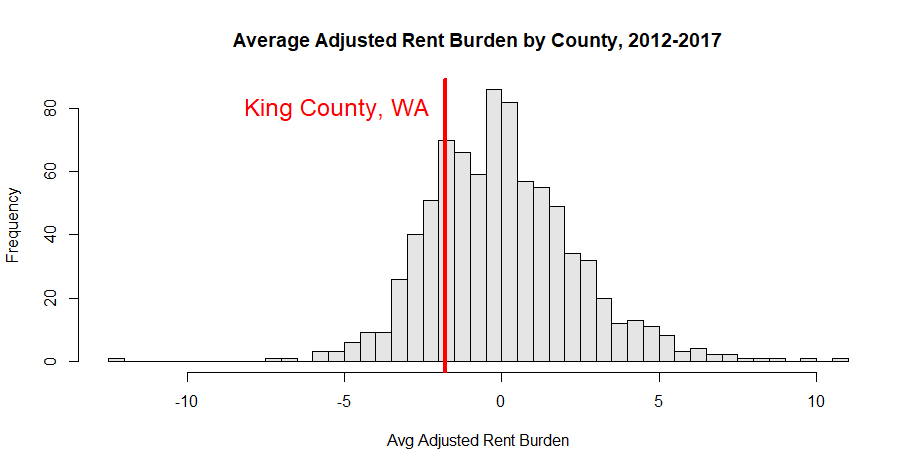 Average Adjusted Rent Burden by County, 2012-2017
King County, WA
Frequency
80
60
40
20
0
-10 -5 0 5 10
Avg Adjusted Rent Burden